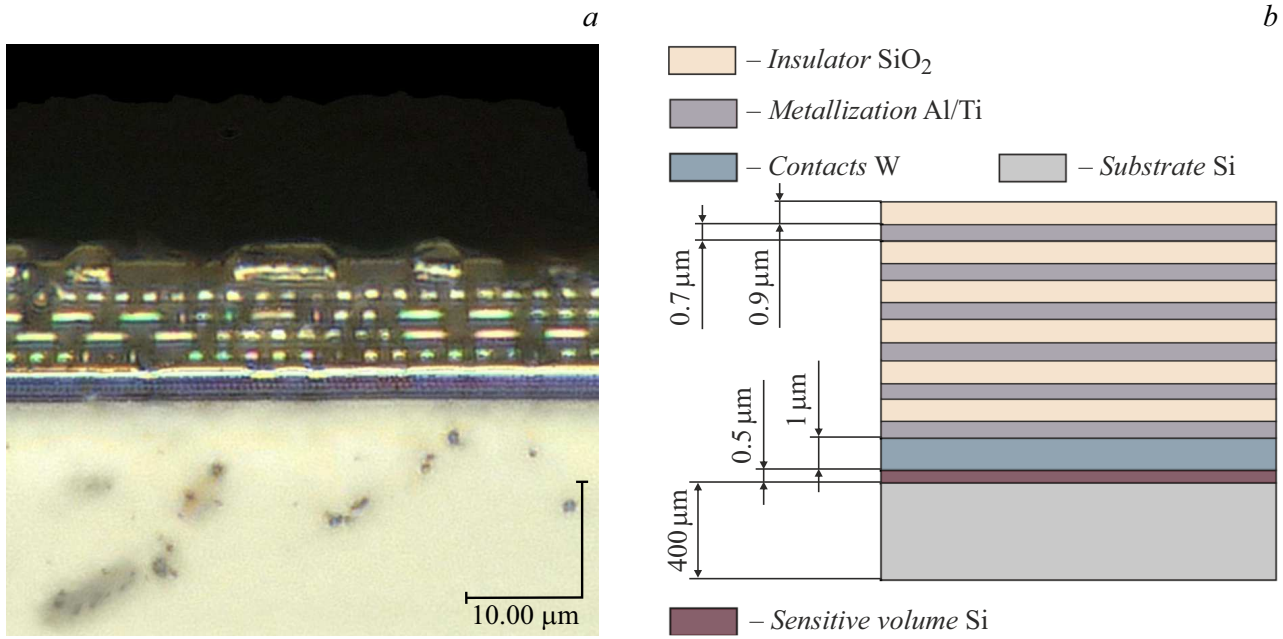 a
b
– Insulator SiO₂
– Metallization Al/Ti
– Contacts W
– Substrate Si
0.7 μm
0.9 μm
0.5 μm
1 μm
400 μm
10.00 μm
– Sensitive volume Si